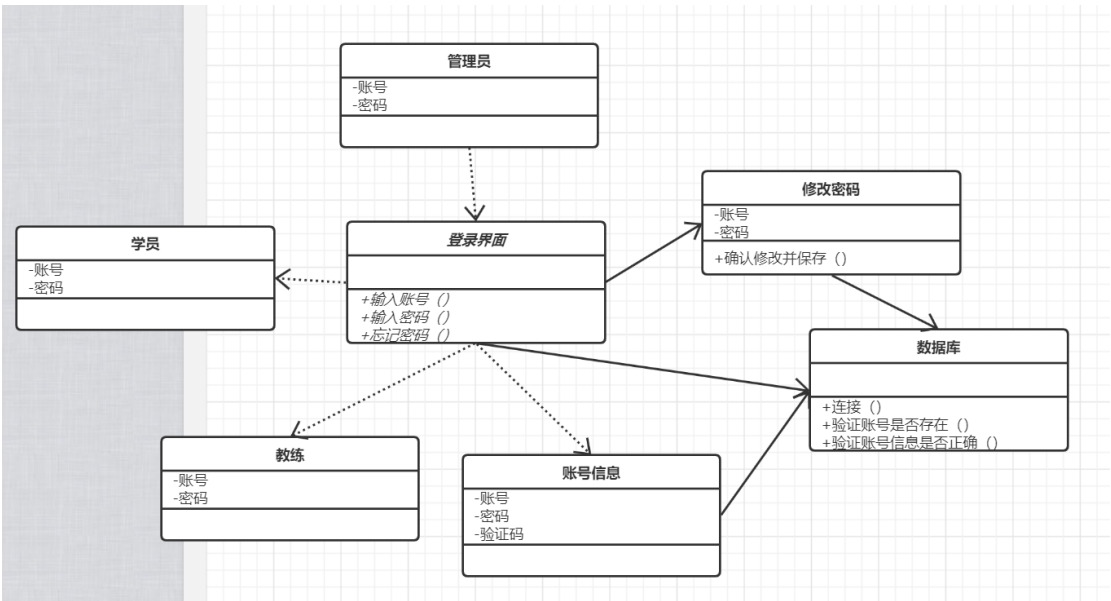 管理员
-账号
-密码
修改密码
-账号
-密码
+确认修改并保存（）
学员
-账号
-密码
登录界面
+输入账号（）
+输入密码（）
+忘记密码（）
数据库
+连接（）
+验证账号是否存在（）
+验证账号信息是否正确（）
教练
-账号
-密码
账号信息
-账号
-密码
-验证码